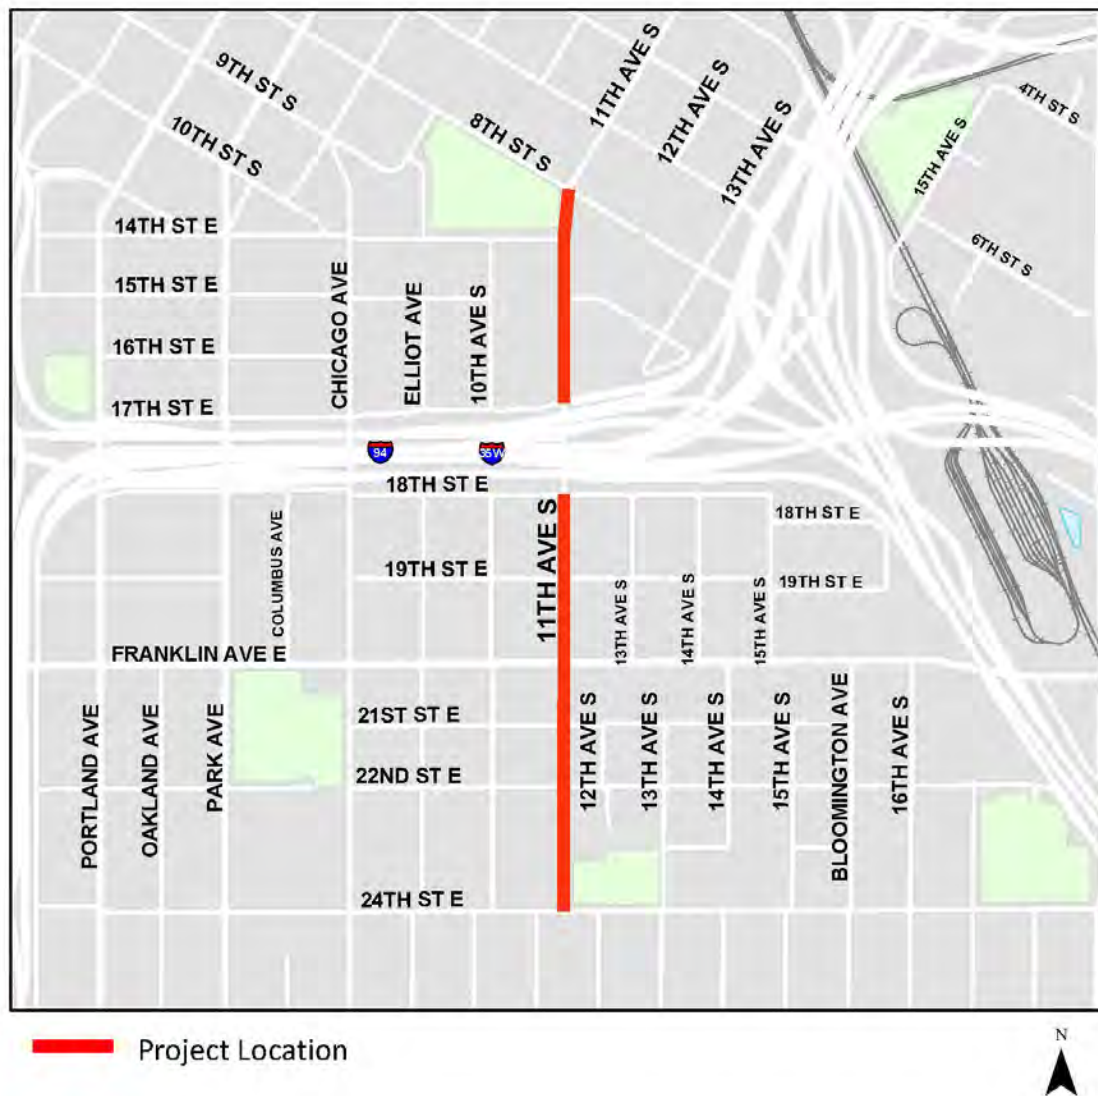 9TH ST S
10TH ST S
8TH ST S
11TH AVE S
12TH AVE S
13TH AVE S
4TH ST S
15TH AVE S
6TH ST S
14TH ST E
15TH ST E
16TH ST E
17TH ST E
CHICAGO AVE
ELLIOT AVE
10TH AVE S
94
35W
18TH ST E
18TH ST E
COLUMBUS AVE
19TH ST E
11TH AVE S
19TH ST E
13TH AVE S
14TH AVE S
15TH AVE S
FRANKLIN AVE E
PORTLAND AVE
OAKLAND AVE
PARK AVE
21ST ST E
22ND ST E
12TH AVE S
13TH AVE S
14TH AVE S
15TH AVE S
BLOOMINGTON AVE
16TH AVE S
24TH ST E
Project Location
N